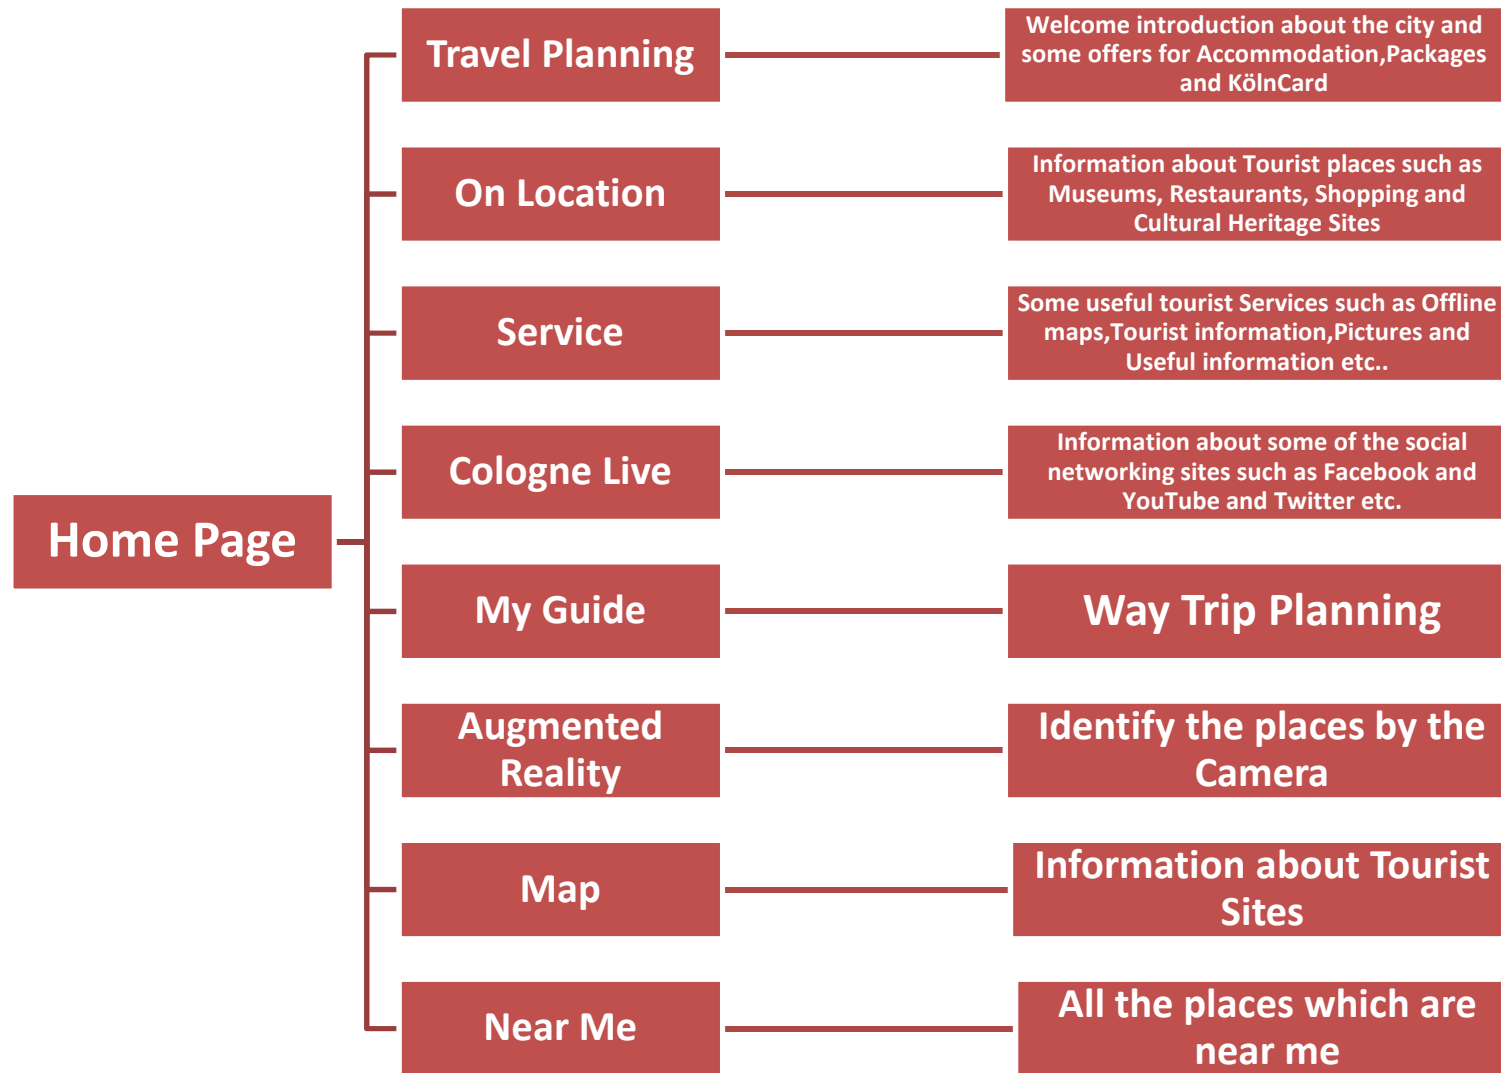 Home Page
Travel Planning
Welcome introduction about the city and
some offers for Accommodation,Packages
and KölnCard
On Location
Information about Tourist places such as
Museums, Restaurants, Shopping and
Cultural Heritage Sites
Service
Some useful tourist Services such as Offline
maps,Tourist information,Pictures and
Useful information etc..
Cologne Live
Information about some of the social
networking sites such as Facebook and
YouTube and Twitter etc.
My Guide
Way Trip Planning
Augmented
Reality
Identify the places by the
Camera
Map
Information about Tourist
Sites
Near Me
All the places which are
near me